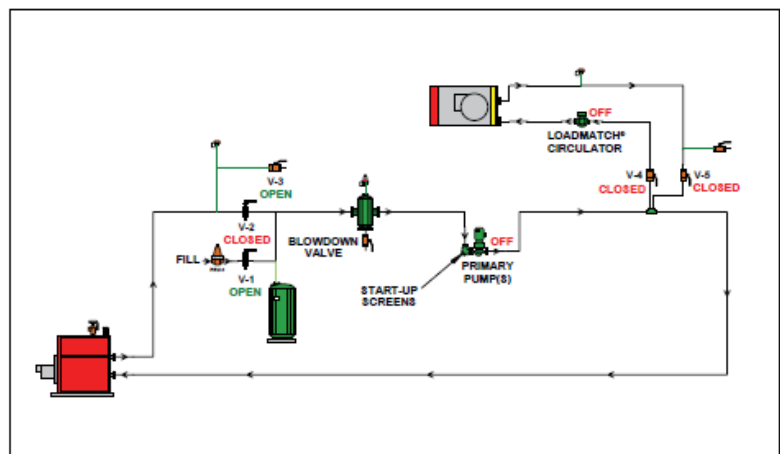 OFF
LOADMATCH®
CIRCULATOR
V-3
OPEN
V-4
CLOSED
V-5
CLOSED
V-2
CLOSED
BLOWDOWN
VALVE
OFF
FILL
V-1
OPEN
PRIMARY
PUMP(S)
START-UP
SCREENS